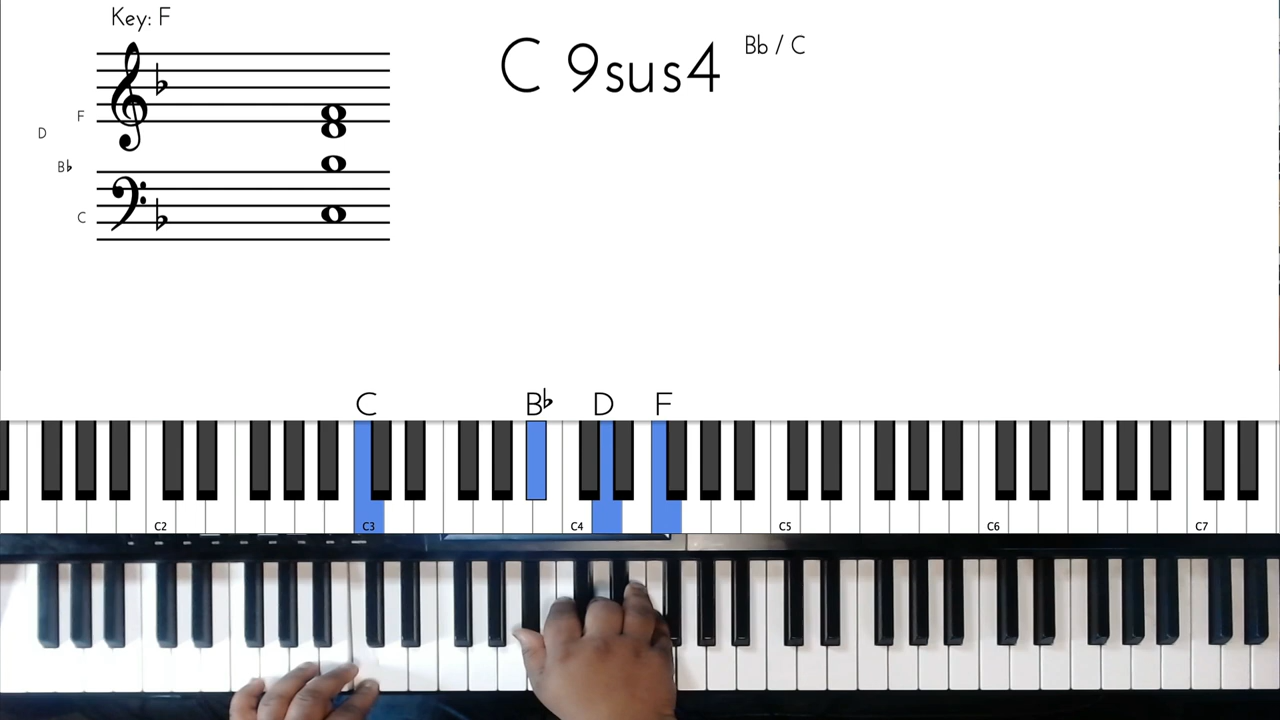 Key: F
C 9sus4
Bb / C
F
D
B♭
C
C B♭ D F
C2 C3 C4 C5 C6 C7